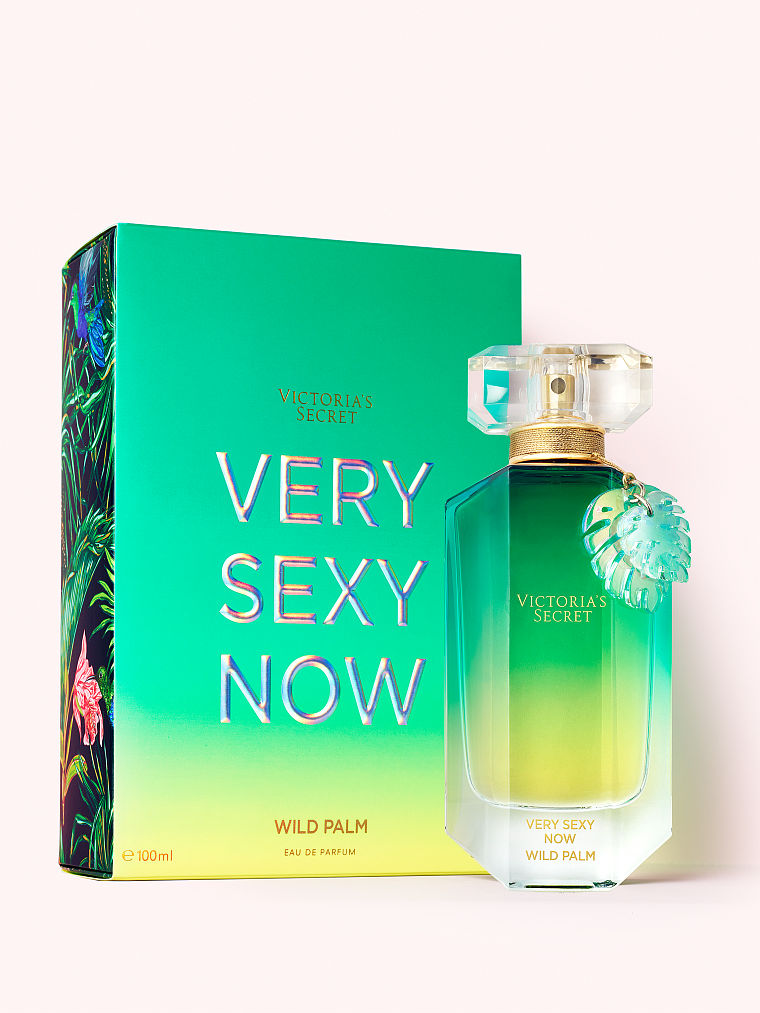 VICTORIA'S
SECRET
VERY
SEXY
NOW
WILD PALM
EAU DE PARFUM
℮ 100ml
VICTORIA'S
SECRET
VERY SEXY
NOW
WILD PALM